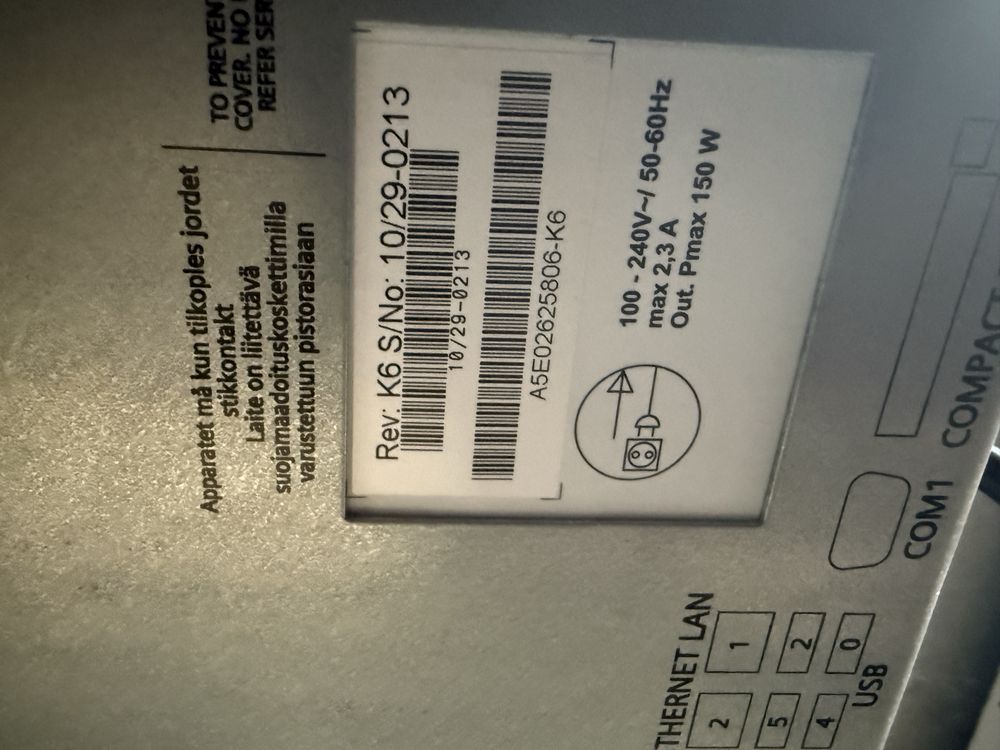 TO PREVEN
COVER. NO
REFER SER
Apparatet må kun tilkoples jordet
stikkontakt
Laite on liitettävä
suojamaadoituskoskettimilla
varustettuun pistorasiaan
Rev: K6 S/No: 10/29-0213
10/29-0213
A5E02625806-K6
100 - 240V~/ 50-60Hz
max 2,3 A
Out. Pmax 150 W
COM1 COMPACT
THERNET LAN
2 1
5 2
4 0
USB